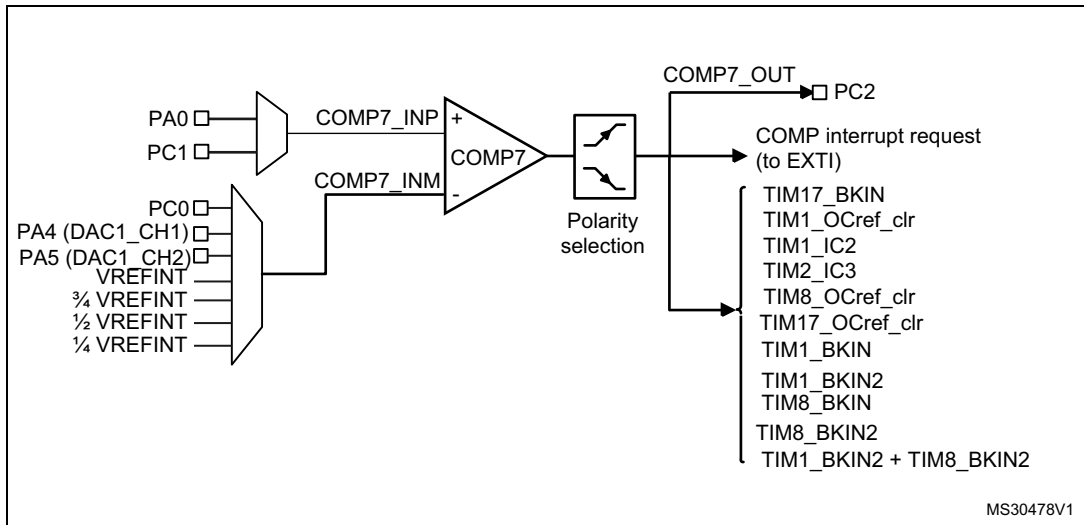 COMP7_OUT
PC2
PA0
COMP7_INP
+
COMP interrupt request
(to EXTI)
PC1
COMP7
COMP7_INM
-
PC0
PA4 (DAC1_CH1)
PA5 (DAC1_CH2)
VREFINT
¾ VREFINT
½ VREFINT
¼ VREFINT
Polarity
selection
TIM17_BKIN
TIM1_OCref_clr
TIM1_IC2
TIM2_IC3
TIM8_OCref_clr
TIM17_OCref_clr
TIM1_BKIN
TIM1_BKIN2
TIM8_BKIN
TIM8_BKIN2
TIM1_BKIN2 + TIM8_BKIN2
MS30478V1